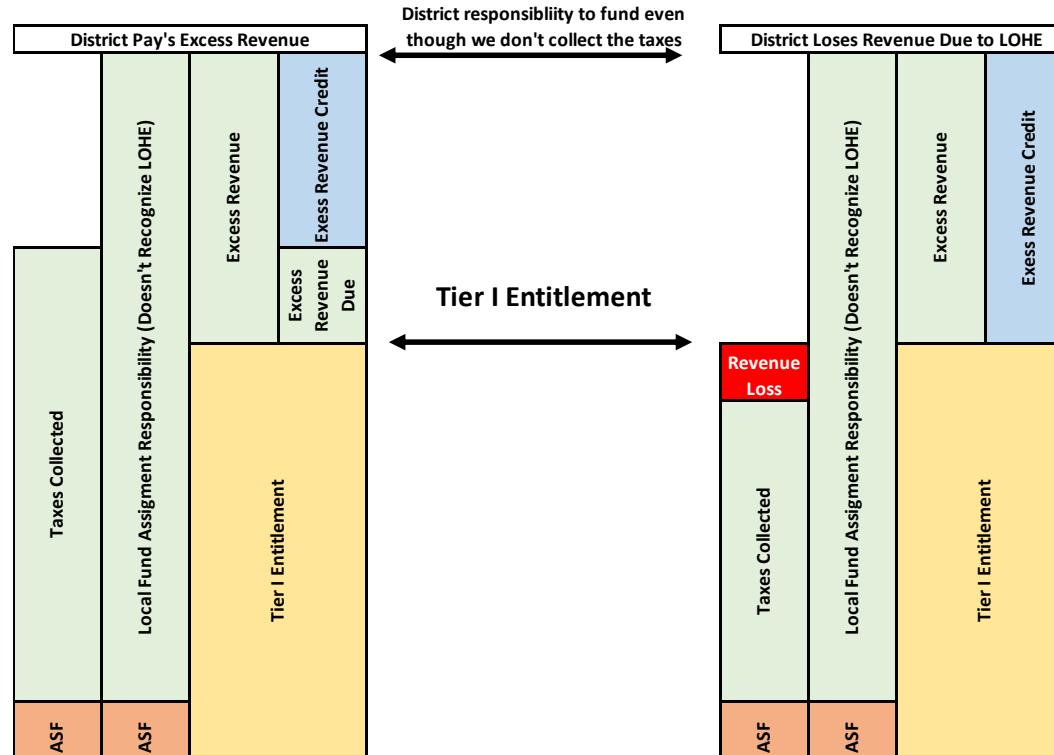 District responsibliity to fund even
though we don't collect the taxes
District Pay's Excess Revenue
District Loses Revenue Due to LOHE
Taxes Collected
ASF
Local Fund Assigment Responsibility (Doesn't Recognize LOHE)
ASF
Excess Revenue
Exess Revenue Credit
Excess
Revenue
Due
Tier I Entitlement
Tier I Entitlement
Revenue
Loss
Taxes Collected
ASF
Local Fund Assigment Responsibility (Doesn't Recognize LOHE)
ASF
Excess Revenue
Exess Revenue Credit
Tier I Entitlement